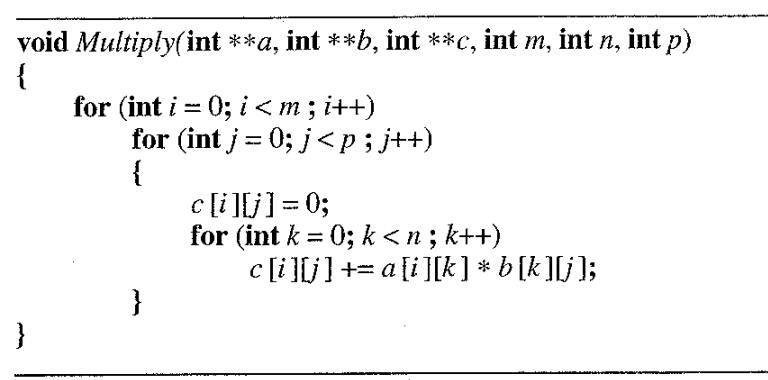 void Multiply(int **a, int **b, int **c, int m, int n, int p)
{
for (int i = 0; i < m ; i++)
for (int j = 0; j < p ; j++)
{
c [i ][j ] = 0;
for (int k = 0; k < n ; k++)
c [i ][j ] += a [i ][k ] * b [k ][j ];
}
}